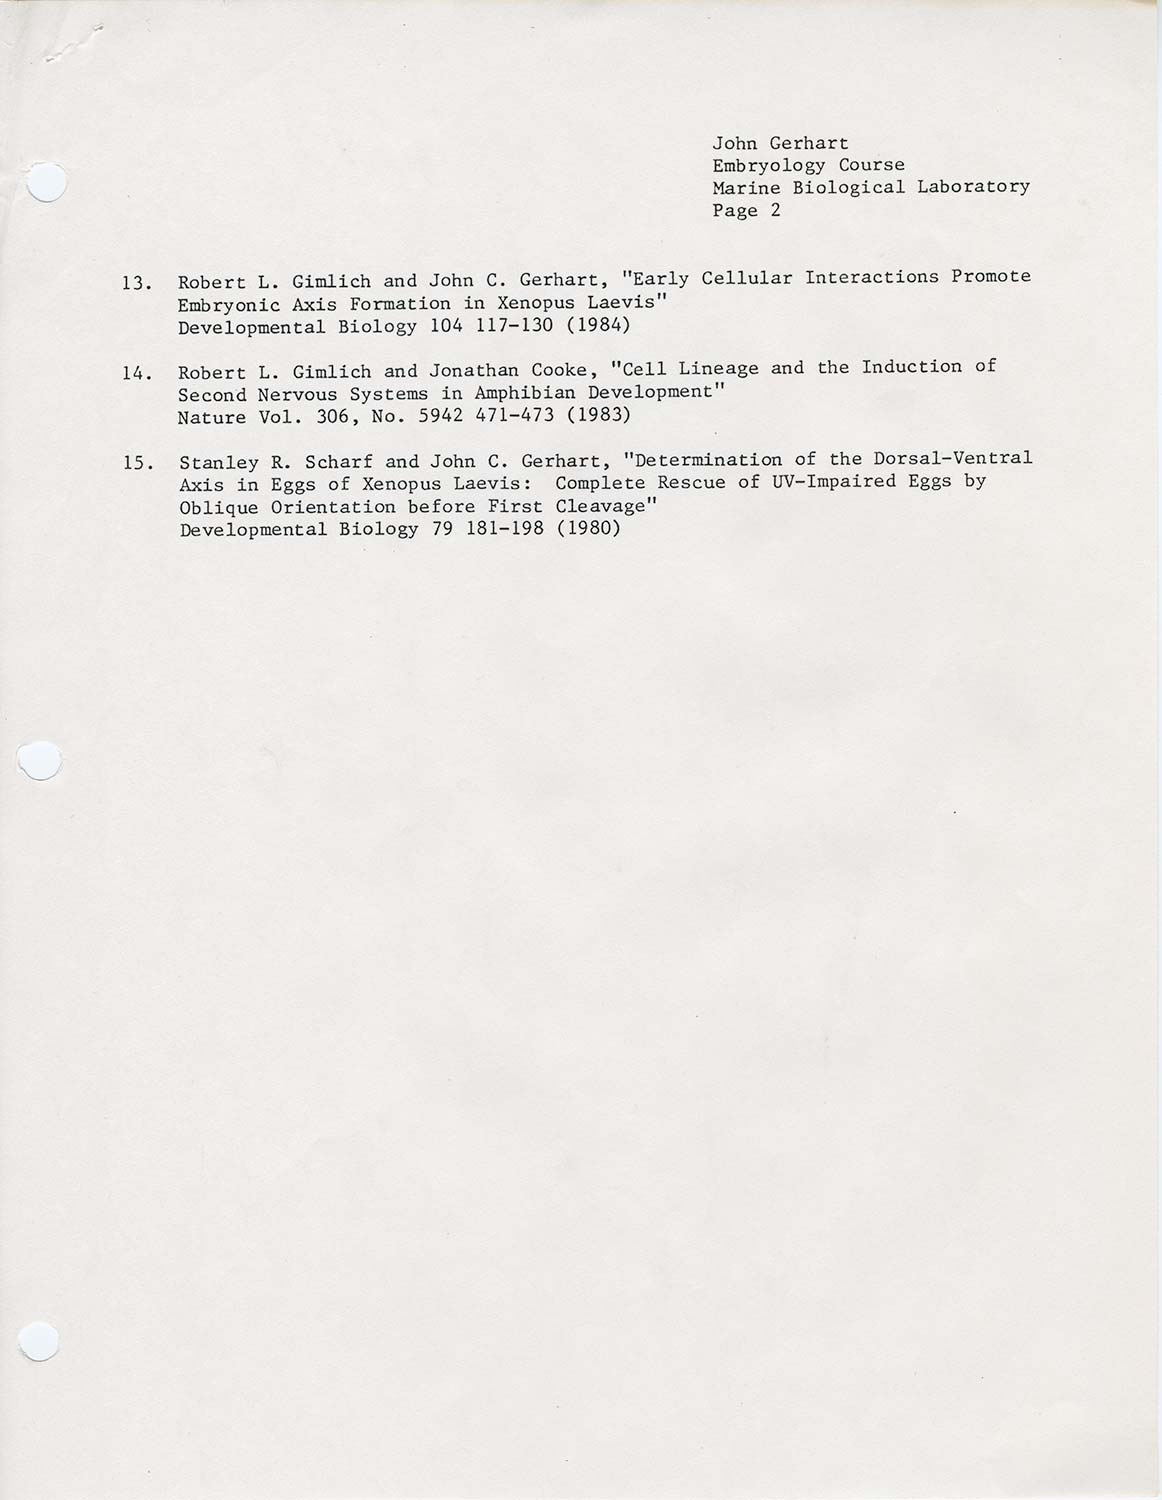 John Gerhart
Embryology Course
Marine Biological Laboratory
Page 2
13. Robert L. Gimlich and John C. Gerhart, "Early Cellular Interactions Promote
Embryonic Axis Formation in Xenopus Laevis"
Developmental Biology 104 117-130 (1984)
14. Robert L. Gimlich and Jonathan Cooke, "Cell Lineage and the Induction of
Second Nervous Systems in Amphibian Development"
Nature Vol. 306, No. 5942 471-473 (1983)
15. Stanley R. Scharf and John C. Gerhart, "Determination of the Dorsal-Ventral
Axis in Eggs of Xenopus Laevis: Complete Rescue of UV-Impaired Eggs by
Oblique Orientation before First Cleavage"
Developmental Biology 79 181-198 (1980)